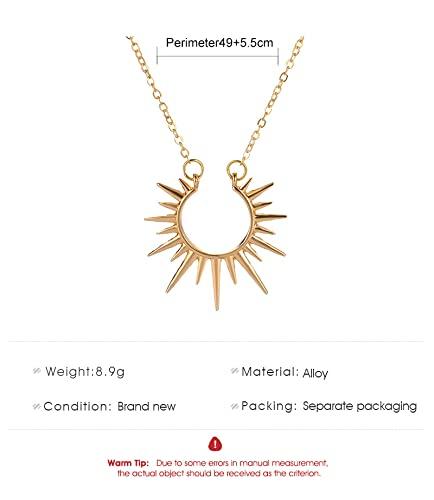 Perimeter49+5.5cm
Weight:8.9g
Material: Alloy
Condition: Brand new
Packing: Separate packaging
Warm Tip: Due to some errors in manual measurement,
the actual object should be received as the criterion.